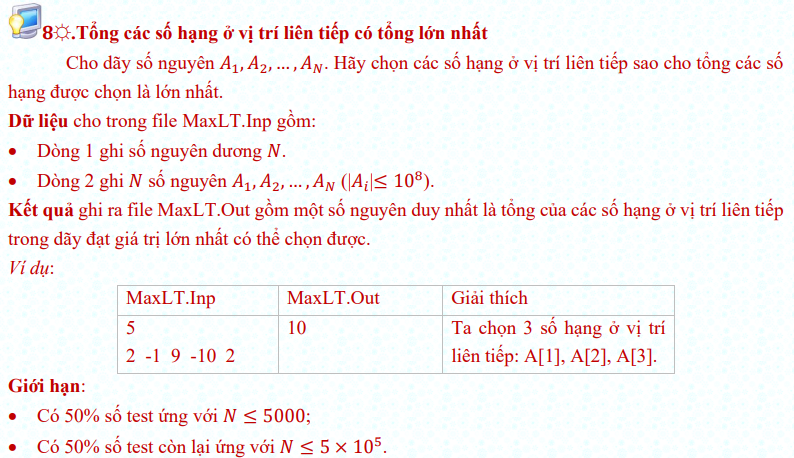 8☼.Tổng các số hạng ở vị trí liên tiếp có tổng lớn nhất
Cho dãy số nguyên A₁, A₂, … , A_N. Hãy chọn các số hạng ở vị trí liên tiếp sao cho tổng các số
hạng được chọn là lớn nhất.
Dữ liệu cho trong file MaxLT.Inp gồm:
• Dòng 1 ghi số nguyên dương N.
• Dòng 2 ghi N số nguyên A₁, A₂, … , A_N (|Aᵢ|≤ 10⁸).
Kết quả ghi ra file MaxLT.Out gồm một số nguyên duy nhất là tổng của các số hạng ở vị trí liên tiếp
trong dãy đạt giá trị lớn nhất có thể chọn được.
Ví dụ:
MaxLT.Inp MaxLT.Out Giải thích
5 10 Ta chọn 3 số hạng ở vị trí
2 -1 9 -10 2 liên tiếp: A[1], A[2], A[3].
Giới hạn:
• Có 50% số test ứng với N ≤ 5000;
• Có 50% số test còn lại ứng với N ≤ 5 × 10⁵.